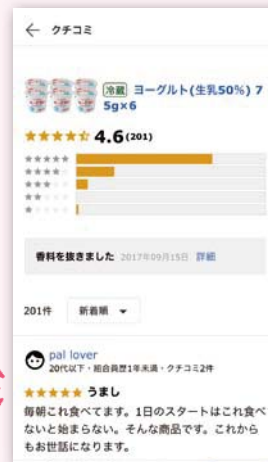 ← クチコミ
冷蔵 ヨーグルト(生乳50%) 7
5g×6
★★★★☆ 4.6(201)
★★★★★
★★★★
★★★
★★
★
香料を抜きました 2017年09月15日 詳細
201件 新着順 ▼
pal lover
20代以下・組合員歴1年未満・クチコミ2件
★★★★★ うまし
毎朝これ食べてます。1日のスタートはこれ食べ
ないと始まらない。そんな商品です。これから
もお世話になります。